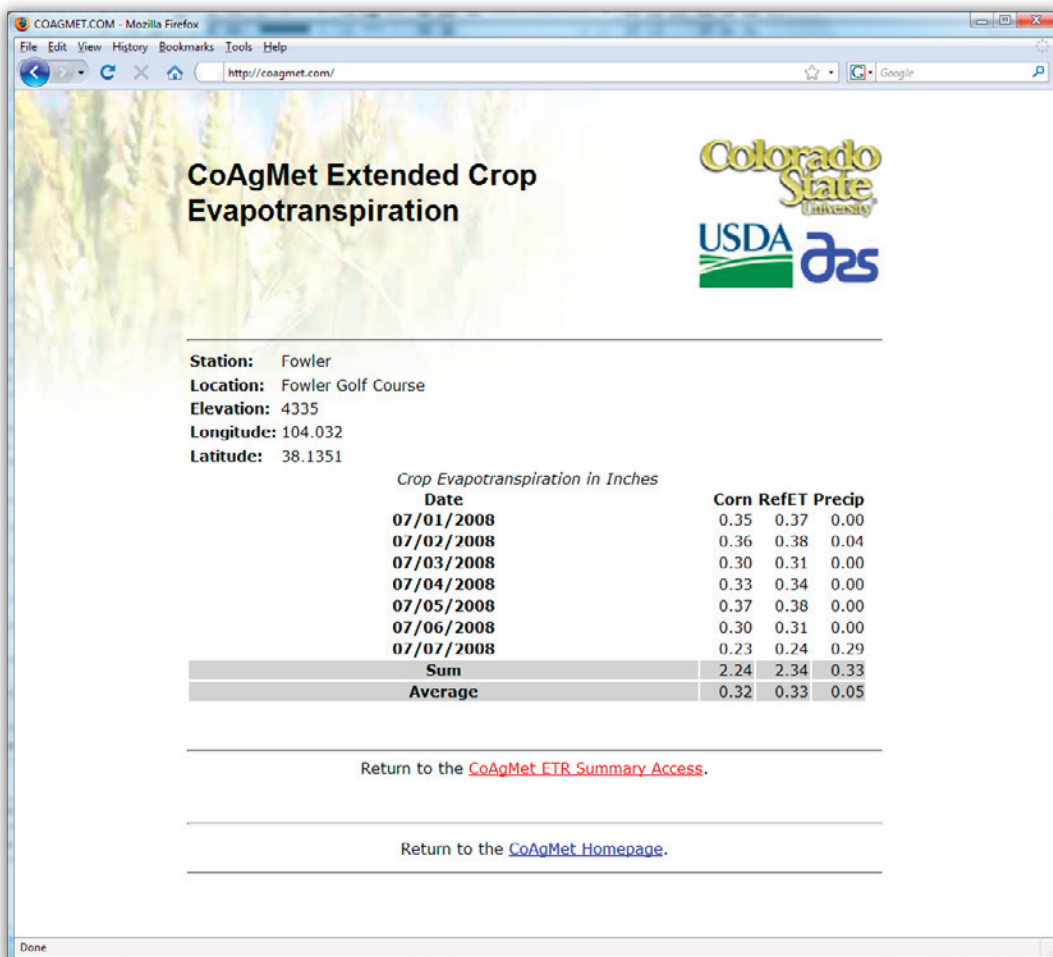 COAGMET.COM - Mozilla Firefox
File Edit View History Bookmarks Tools Help
http://coagmet.com/
G Google
CoAgMet Extended Crop
Evapotranspiration
Colorado
State
University
USDA
ars
Station: Fowler
Location: Fowler Golf Course
Elevation: 4335
Longitude: 104.032
Latitude: 38.1351
Crop Evapotranspiration in Inches
Date Corn RefET Precip
07/01/2008 0.35 0.37 0.00
07/02/2008 0.36 0.38 0.04
07/03/2008 0.30 0.31 0.00
07/04/2008 0.33 0.34 0.00
07/05/2008 0.37 0.38 0.00
07/06/2008 0.30 0.31 0.00
07/07/2008 0.23 0.24 0.29
Sum 2.24 2.34 0.33
Average 0.32 0.33 0.05
Return to the CoAgMet ETR Summary Access.
Return to the CoAgMet Homepage.
Done